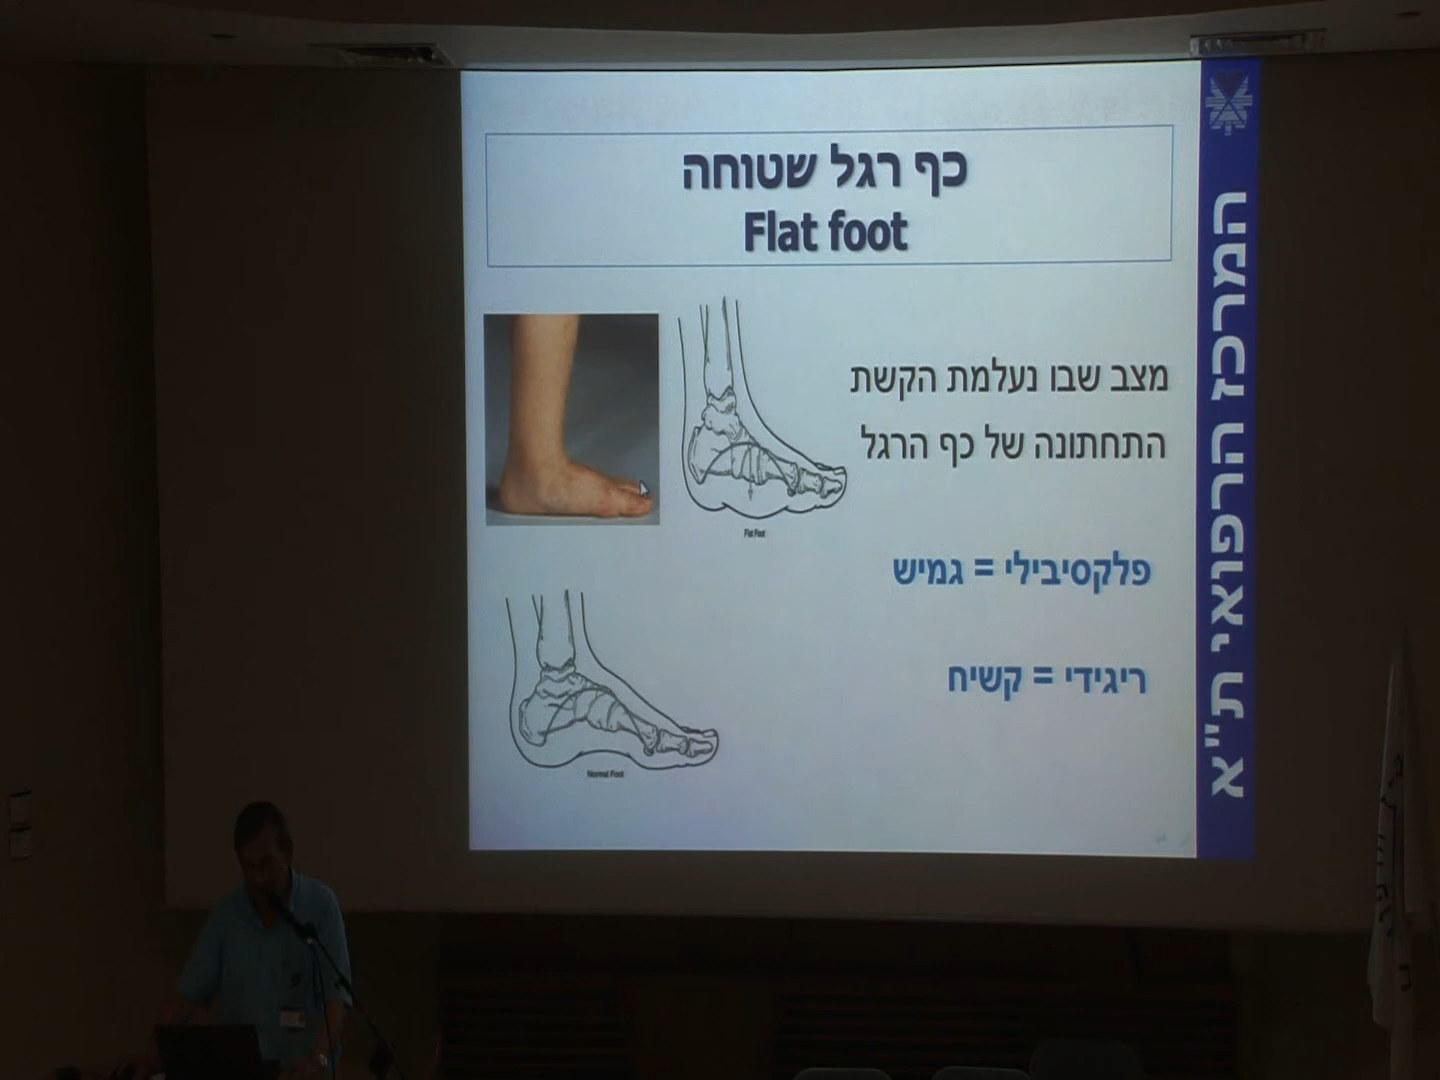 כף רגל שטוחה
Flat foot
מצב שבו נעלמת הקשת
התחתונה של כף הרגל
Flat Foot
פלקסיבילי = גמיש
ריגידי = קשיח
Normal Foot
המרכז הרפואי ת"א